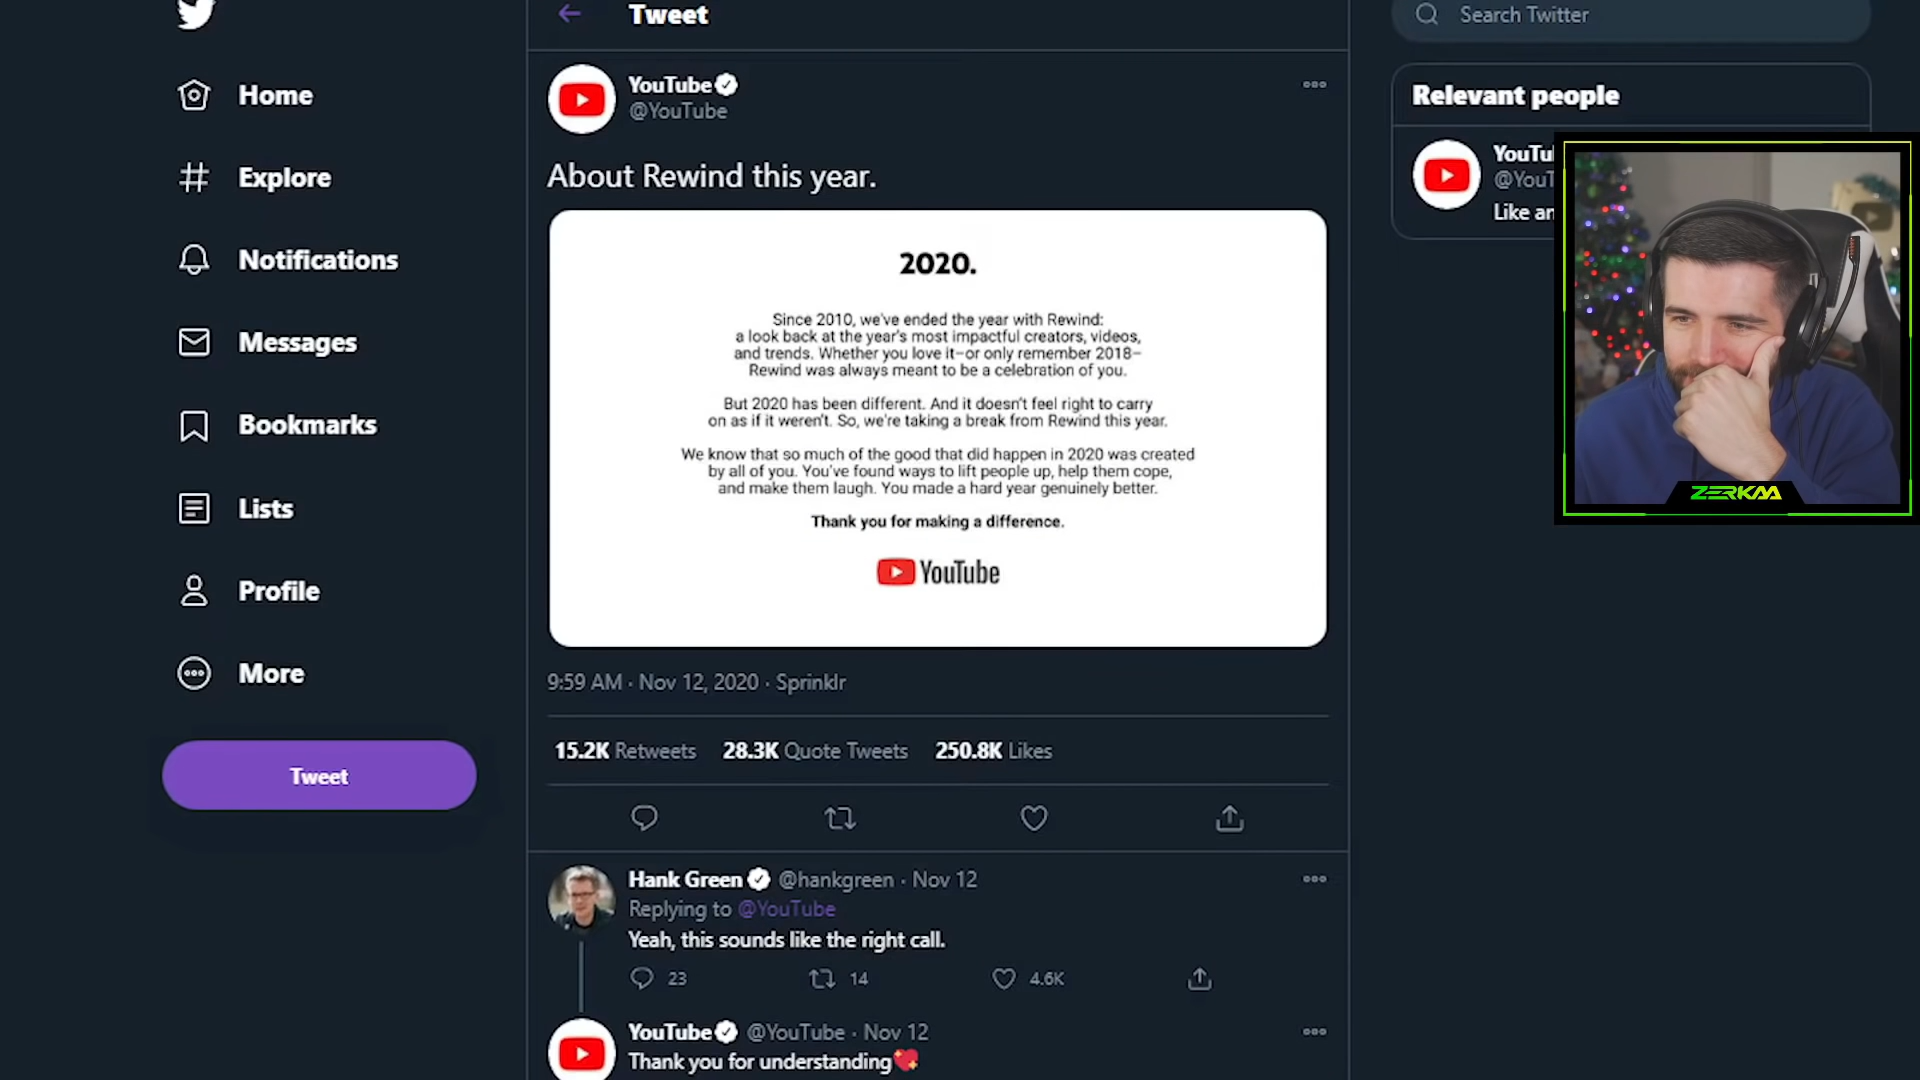 Tweet
Search Twitter
Home
Explore
Notifications
Messages
Bookmarks
Lists
Profile
More
Tweet
YouTube
@YouTube
About Rewind this year.
2020.
Since 2010, we've ended the year with Rewind:
a look back at the year's most impactful creators, videos,
and trends. Whether you love it–or only remember 2018–
Rewind was always meant to be a celebration of you.
But 2020 has been different. And it doesn't feel right to carry
on as if it weren't. So, we're taking a break from Rewind this year.
We know that so much of the good that did happen in 2020 was created
by all of you. You've found ways to lift people up, help them cope,
and make them laugh. You made a hard year genuinely better.
Thank you for making a difference.
YouTube
9:59 AM · Nov 12, 2020 · Sprinklr
15.2K Retweets 28.3K Quote Tweets 250.8K Likes
Hank Green @hankgreen · Nov 12
Replying to @YouTube
Yeah, this sounds like the right call.
23 14 4.6K
YouTube @YouTube · Nov 12
Thank you for understanding💖
Relevant people
YouTu
@YouT
Like an
ZERKAA